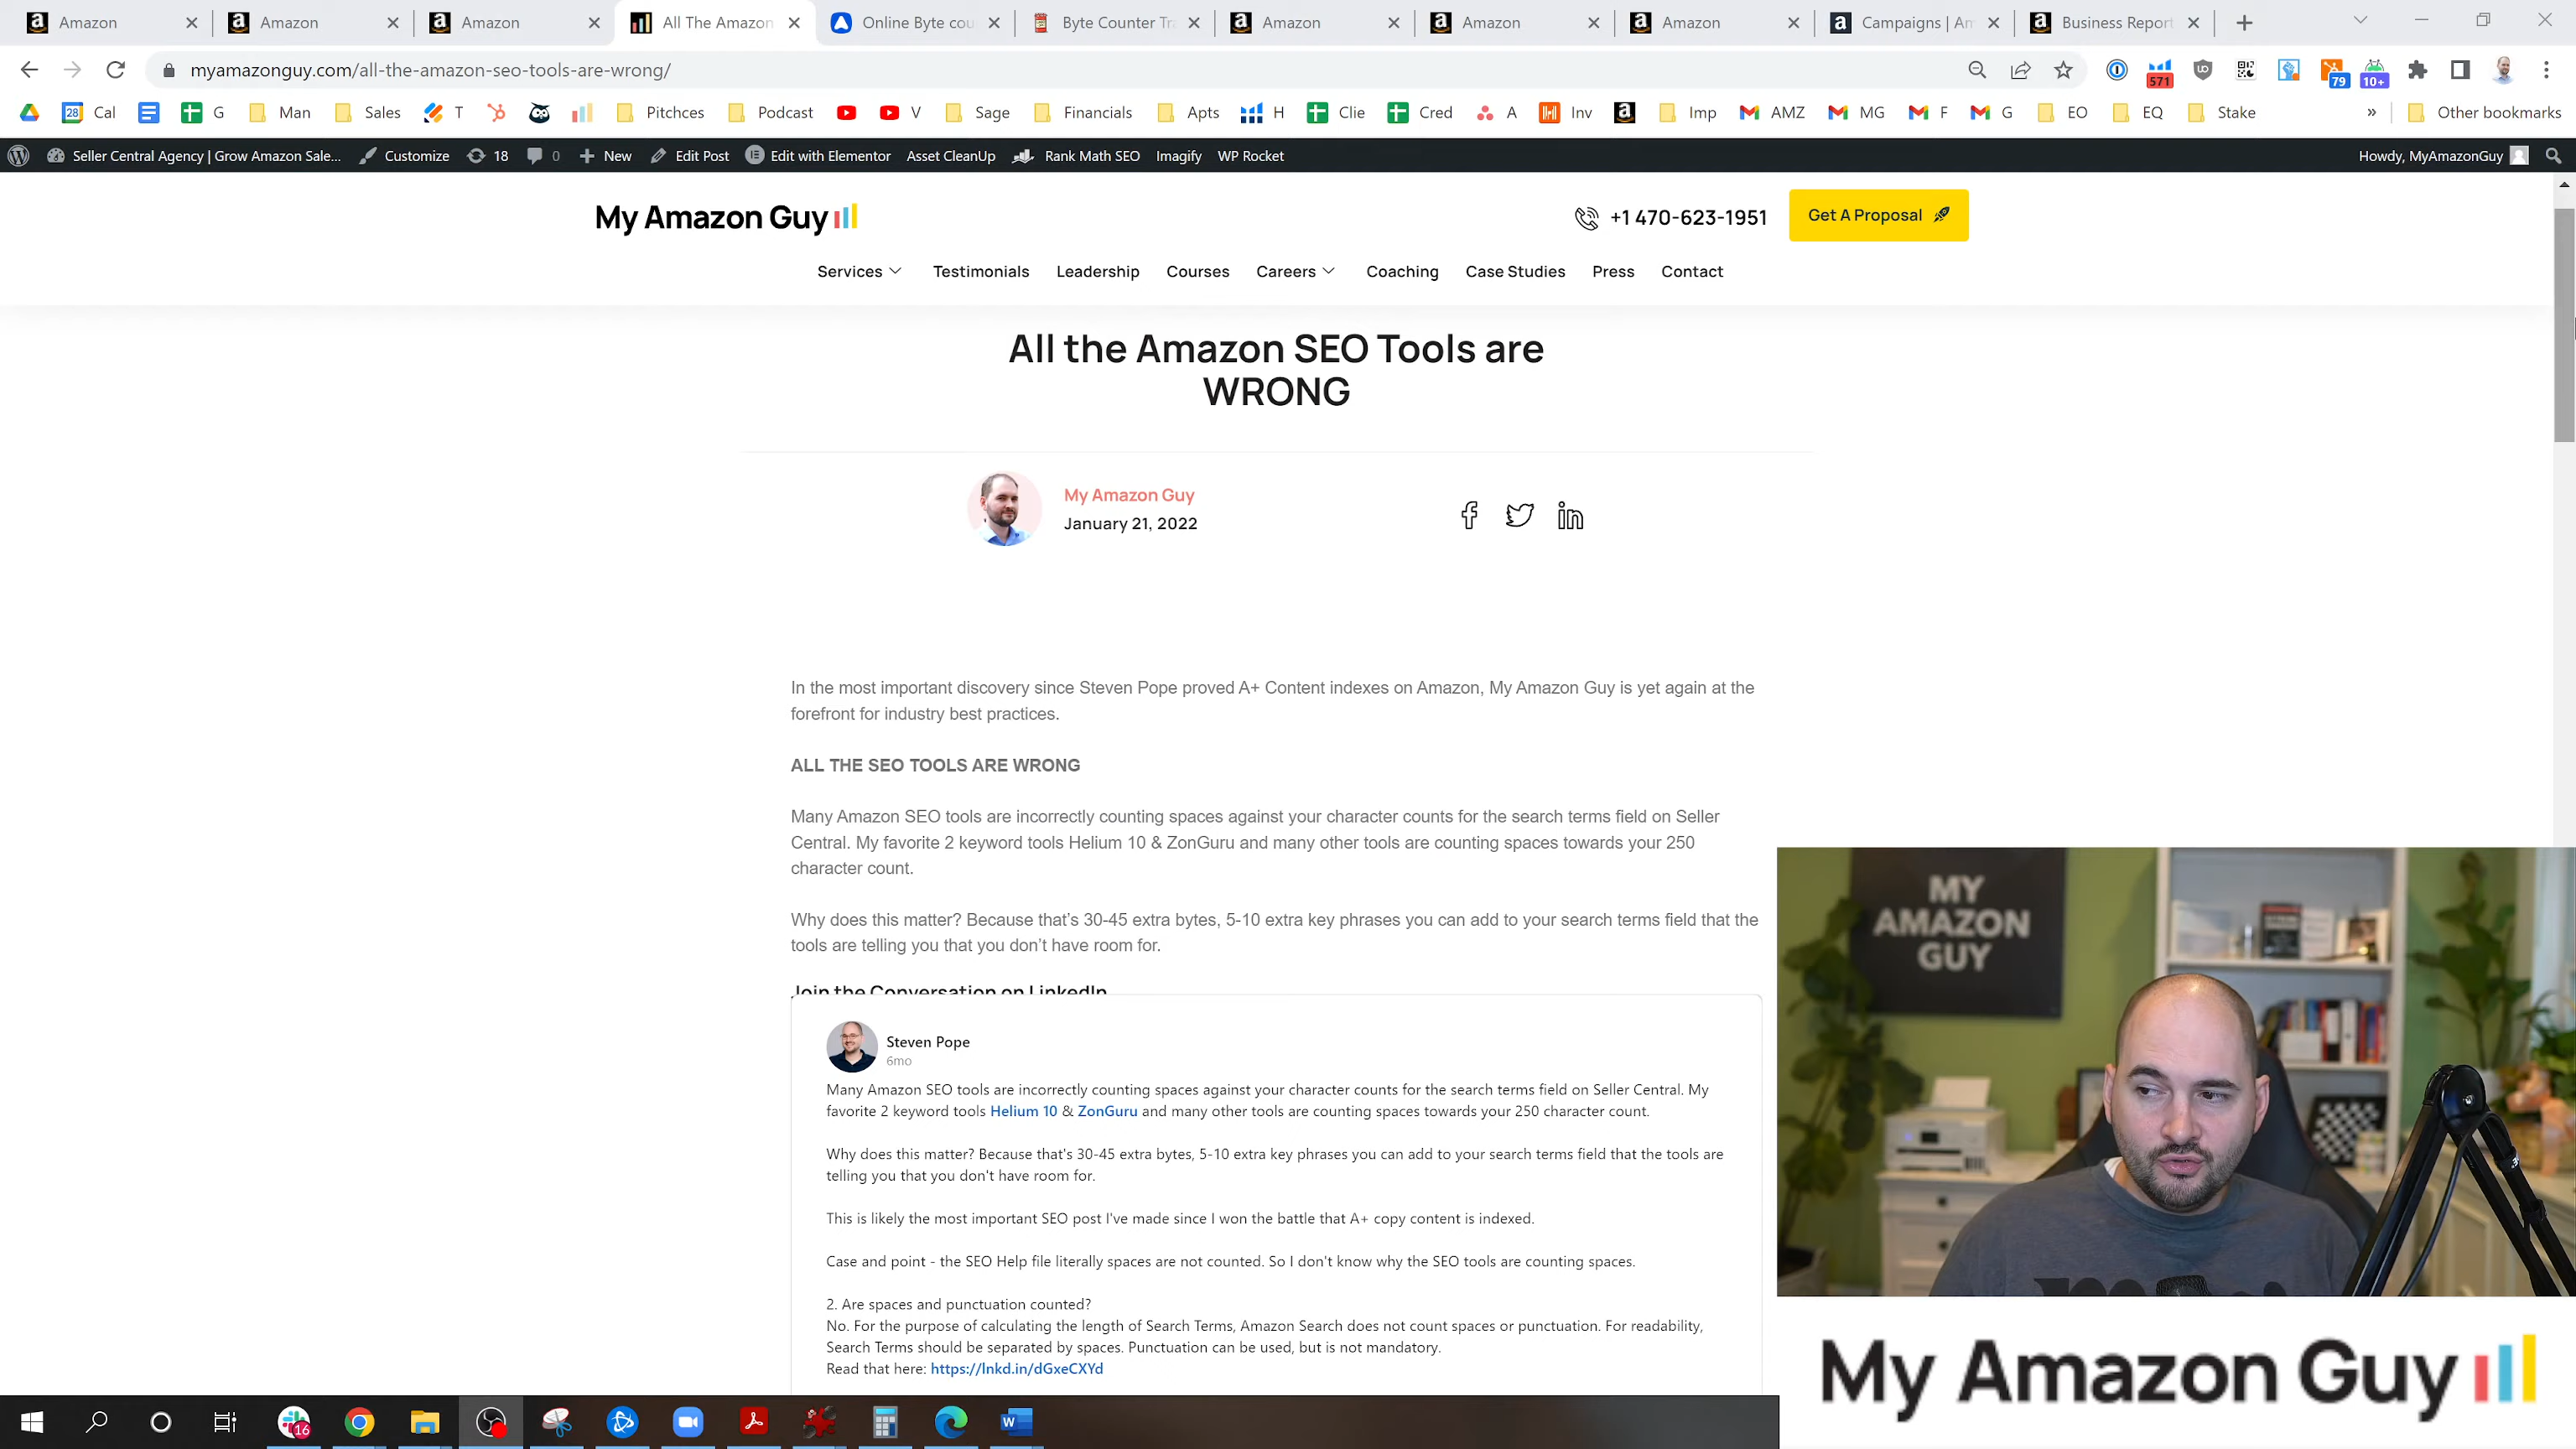 Amazon
Amazon
Amazon
All The Amazon
Online Byte cou
Byte Counter Tra
Amazon
Amazon
Amazon
Campaigns | Am
Business Report
myamazonguy.com/all-the-amazon-seo-tools-are-wrong/
571
79
10+
28
Cal
G
Man
Sales
T
Pitchces
Podcast
V
Sage
Financials
Apts
H
Clie
Cred
A
Inv
Imp
AMZ
MG
F
G
EO
EQ
Stake
»
Other bookmarks
Seller Central Agency | Grow Amazon Sale...
Customize
18
0
New
Edit Post
Edit with Elementor
Asset CleanUp
Rank Math SEO
Imagify
WP Rocket
Howdy, MyAmazonGuy
My Amazon Guy
+1 470-623-1951
Get A Proposal
Services
Testimonials
Leadership
Courses
Careers
Coaching
Case Studies
Press
Contact
All the Amazon SEO Tools are
WRONG
My Amazon Guy
January 21, 2022
In the most important discovery since Steven Pope proved A+ Content indexes on Amazon, My Amazon Guy is yet again at the
forefront for industry best practices.
ALL THE SEO TOOLS ARE WRONG
Many Amazon SEO tools are incorrectly counting spaces against your character counts for the search terms field on Seller
Central. My favorite 2 keyword tools Helium 10 & ZonGuru and many other tools are counting spaces towards your 250
character count.
Why does this matter? Because that's 30-45 extra bytes, 5-10 extra key phrases you can add to your search terms field that the
tools are telling you that you don't have room for.
Join the Conversation on LinkedIn
Steven Pope
6mo
Many Amazon SEO tools are incorrectly counting spaces against your character counts for the search terms field on Seller Central. My
favorite 2 keyword tools Helium 10 & ZonGuru and many other tools are counting spaces towards your 250 character count.
Why does this matter? Because that's 30-45 extra bytes, 5-10 extra key phrases you can add to your search terms field that the tools are
telling you that you don't have room for.
This is likely the most important SEO post I've made since I won the battle that A+ copy content is indexed.
Case and point - the SEO Help file literally spaces are not counted. So I don't know why the SEO tools are counting spaces.
2. Are spaces and punctuation counted?
No. For the purpose of calculating the length of Search Terms, Amazon Search does not count spaces or punctuation. For readability,
Search Terms should be separated by spaces. Punctuation can be used, but is not mandatory.
Read that here: https://lnkd.in/dGxeCXYd
MY
AMAZON
GUY
16
My Amazon Guy